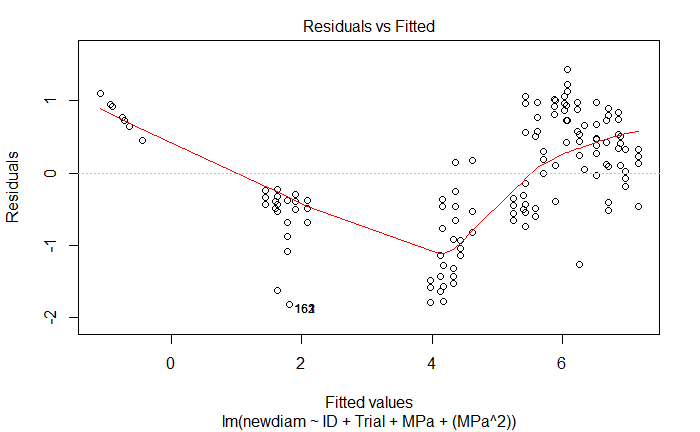 Residuals vs Fitted
Residuals
1
0
-1
-2
0
2
4
6
Fitted values
lm(newdiam ~ ID + Trial + MPa + (MPa^2))